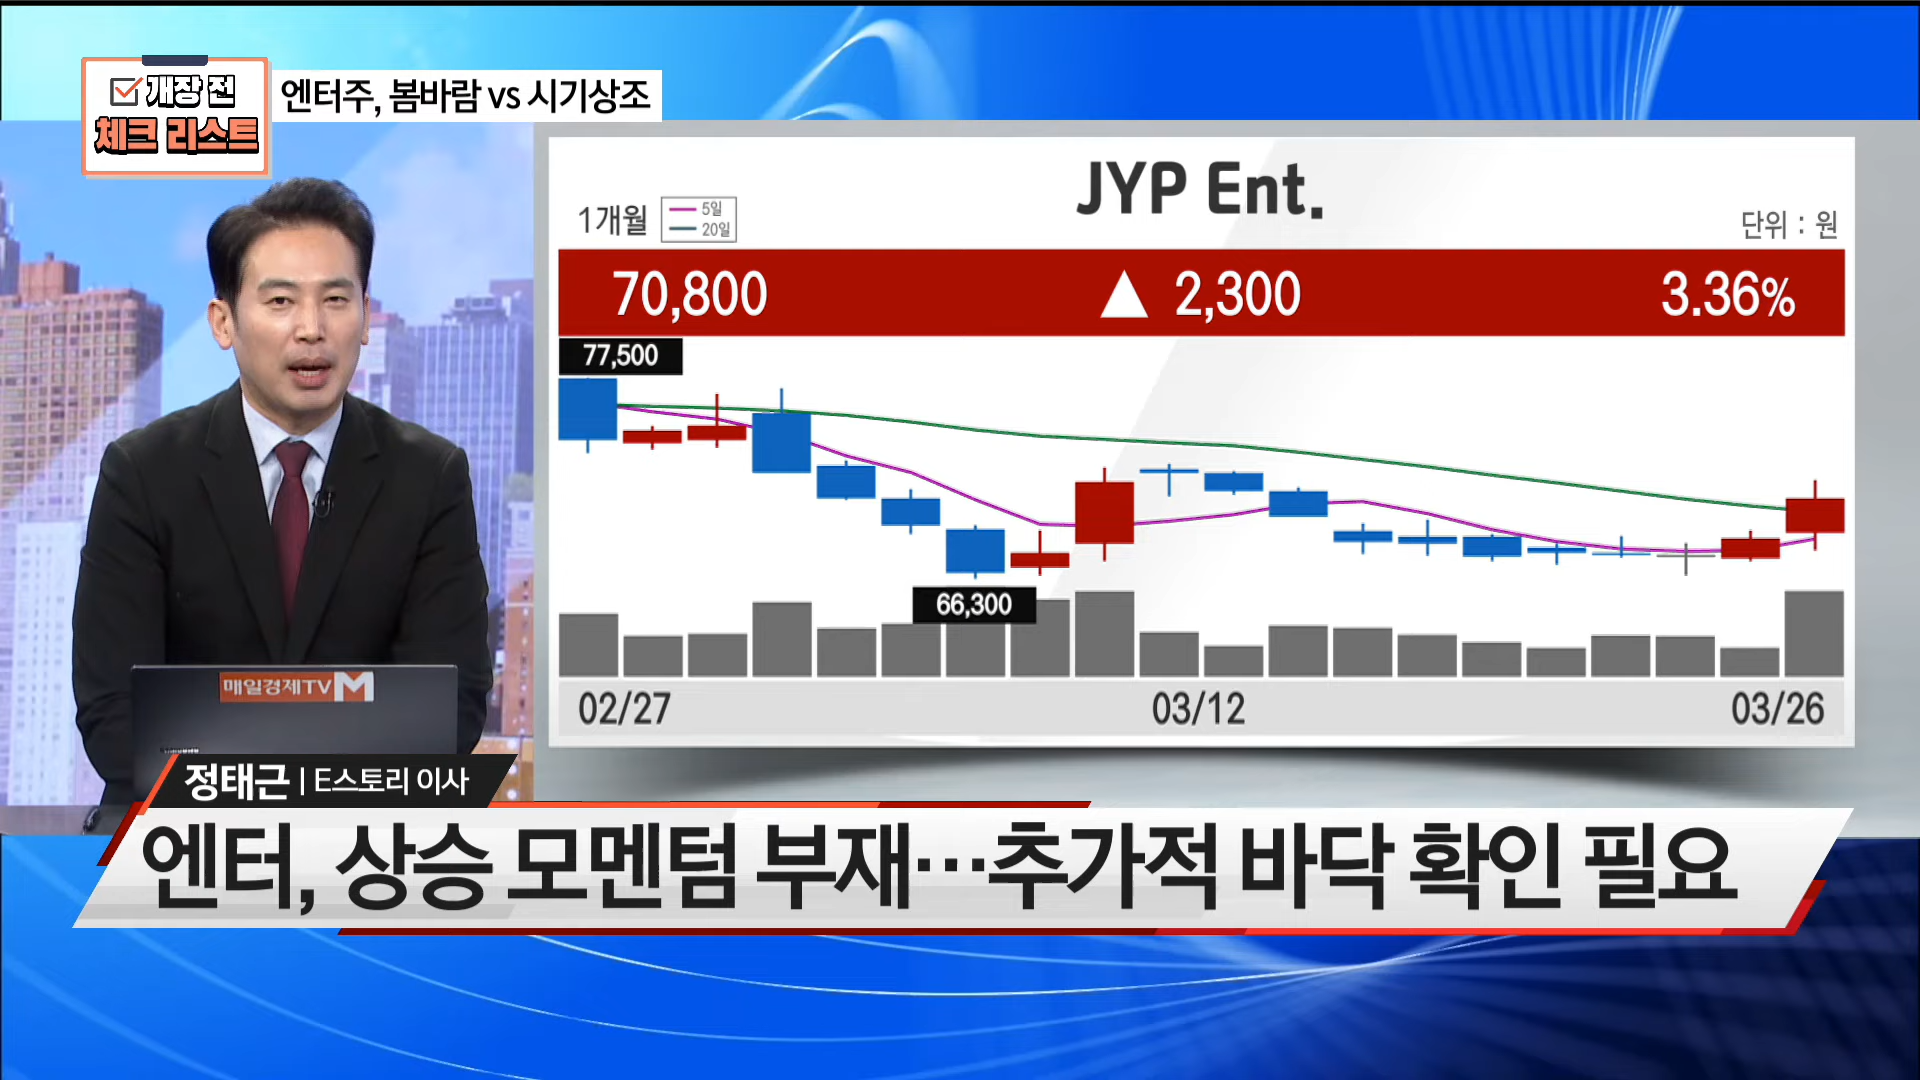 개장 전
체크 리스트
엔터주, 봄바람 vs 시기상조
JYP Ent.
1개월
5일
20일
단위 : 원
70,800 ▲ 2,300 3.36%
77,500
66,300
02/27 03/12 03/26
매일경제TV M
정태근 | E스토리 이사
엔터, 상승 모멘텀 부재…추가적 바닥 확인 필요